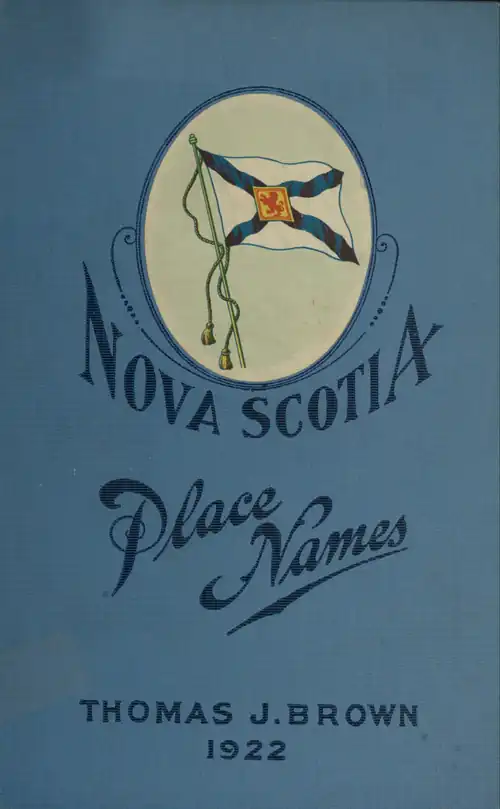 NOVA SCOTIA
Place
Names
THOMAS J. BROWN
1922